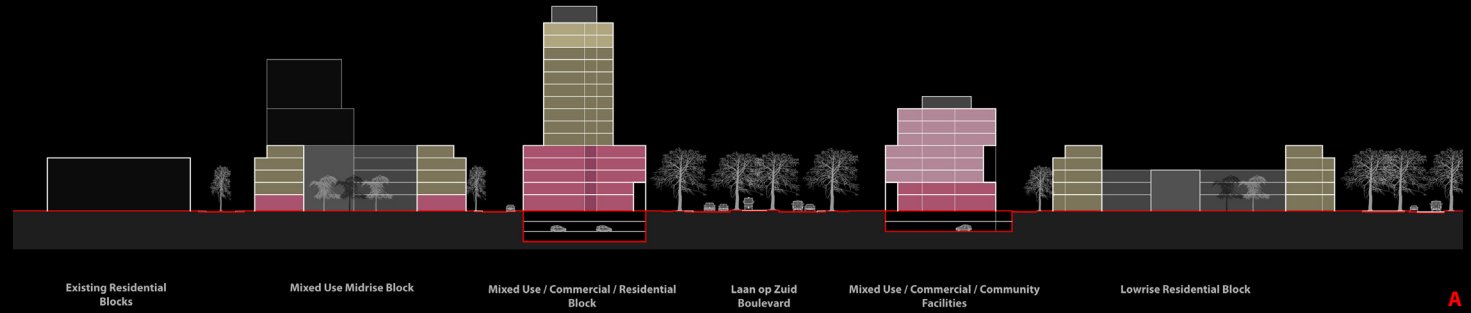 Existing Residential
Blocks
Mixed Use Midrise Block
Mixed Use / Commercial / Residential
Block
Laan op Zuid
Boulevard
Mixed Use / Commercial / Community
Facilities
Lowrise Residential Block
A